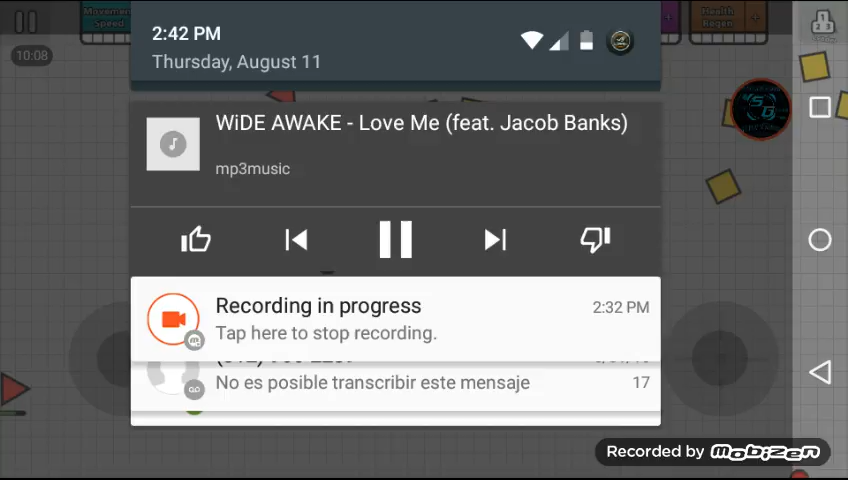 Movement
Speed
Health
Regen
10:08
2:42 PM
Thursday, August 11
WiDE AWAKE - Love Me (feat. Jacob Banks)
mp3music
SG
Recording in progress
2:32 PM
Tap here to stop recording.
No es posible transcribir este mensaje
17
Recorded by Mobizen